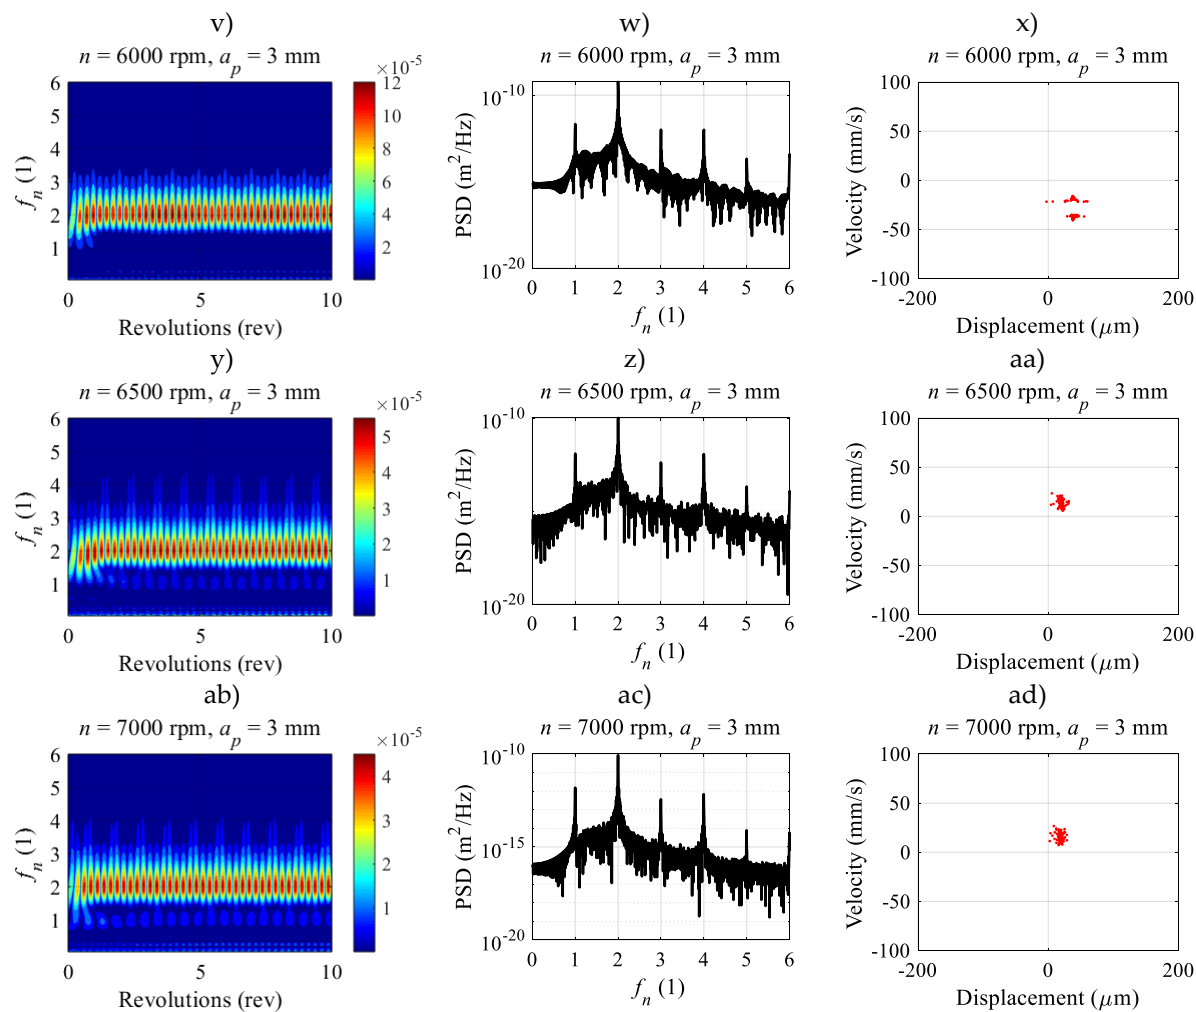 v) w) x)
n = 6000 rpm, a_p = 3 mm n = 6000 rpm, a_p = 3 mm n = 6000 rpm, a_p = 3 mm
×10⁻⁵
f_n (1)
6
5
4
3
2
1
0 5 10
Revolutions (rev)
12
10
8
6
4
2
PSD (m²/Hz)
10⁻¹⁰
10⁻²⁰
0 1 2 3 4 5 6
f_n (1)
Velocity (mm/s)
100
50
0
-50
-100
-200 0 200
Displacement (μm)
y) z) aa)
n = 6500 rpm, a_p = 3 mm n = 6500 rpm, a_p = 3 mm n = 6500 rpm, a_p = 3 mm
×10⁻⁵
f_n (1)
6
5
4
3
2
1
0 5 10
Revolutions (rev)
5
4
3
2
1
PSD (m²/Hz)
10⁻¹⁰
10⁻²⁰
0 1 2 3 4 5 6
f_n (1)
Velocity (mm/s)
100
50
0
-50
-100
-200 0 200
Displacement (μm)
ab) ac) ad)
n = 7000 rpm, a_p = 3 mm n = 7000 rpm, a_p = 3 mm n = 7000 rpm, a_p = 3 mm
×10⁻⁵
f_n (1)
6
5
4
3
2
1
0 5 10
Revolutions (rev)
4
3
2
1
PSD (m²/Hz)
10⁻¹⁰
10⁻¹⁵
10⁻²⁰
0 1 2 3 4 5 6
f_n (1)
Velocity (mm/s)
100
50
0
-50
-100
-200 0 200
Displacement (μm)